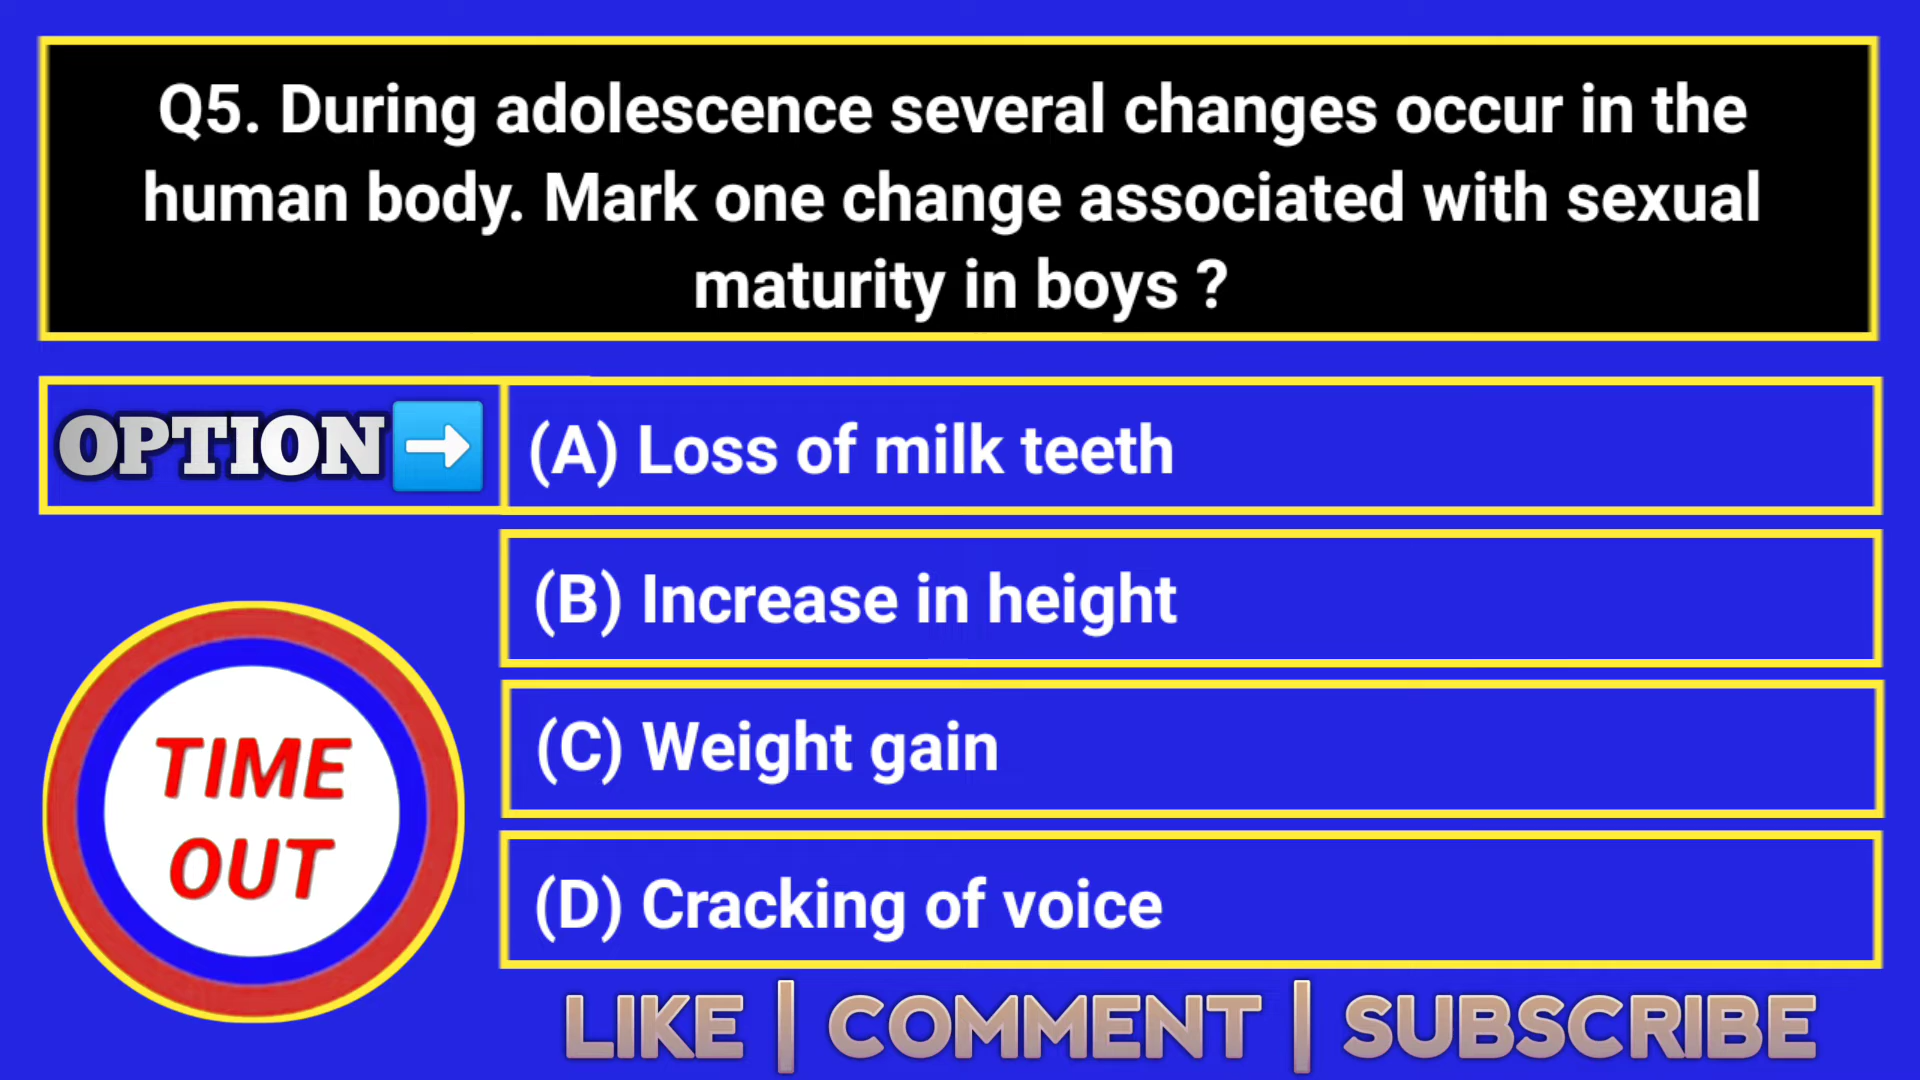 Q5. During adolescence several changes occur in the
human body. Mark one change associated with sexual
maturity in boys ?
OPTION
(A) Loss of milk teeth
(B) Increase in height
(C) Weight gain
(D) Cracking of voice
TIME
OUT
LIKE | COMMENT | SUBSCRIBE